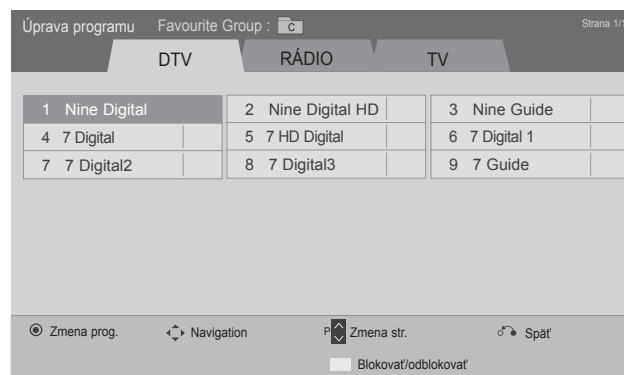 Úprava programu Favourite Group : C Strana 1/1
DTV RÁDIO TV
1 Nine Digital 2 Nine Digital HD 3 Nine Guide
4 7 Digital 5 7 HD Digital 6 7 Digital 1
7 7 Digital2 8 7 Digital3 9 7 Guide
Zmena prog. Navigation P Zmena str. Späť
Blokovať/odblokovať